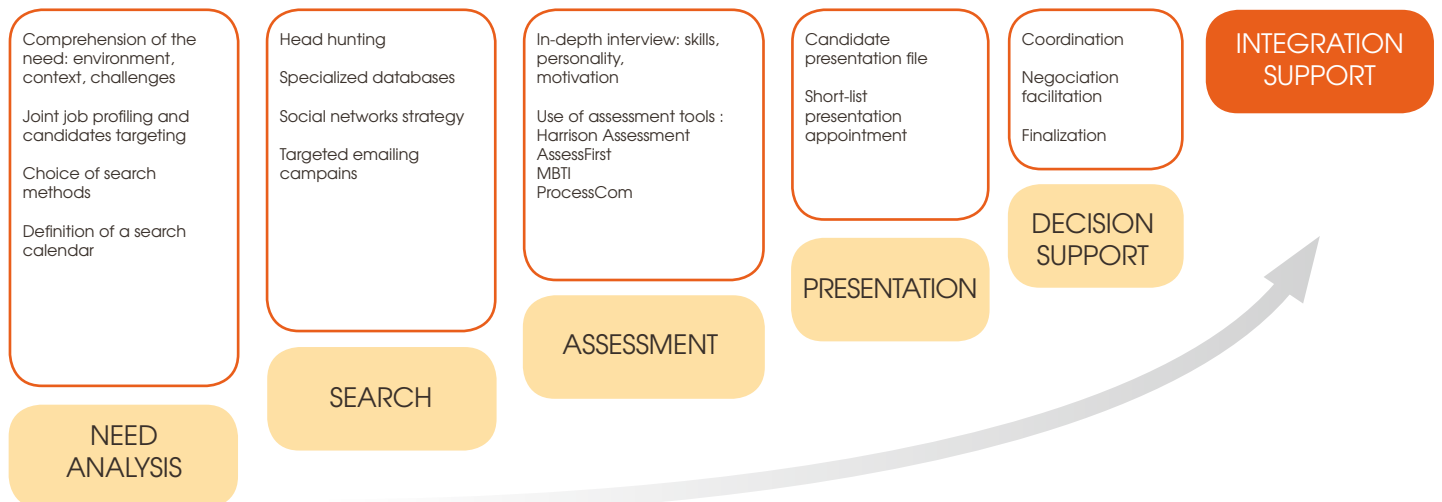 Comprehension of the
need: environment,
context, challenges
Joint job profiling and
candidates targeting
Choice of search
methods
Definition of a search
calendar
NEED
ANALYSIS
Head hunting
Specialized databases
Social networks strategy
Targeted emailing
campains
SEARCH
In-depth interview: skills,
personality,
motivation
Use of assessment tools :
Harrison Assessment
AssessFirst
MBTI
ProcessCom
ASSESSMENT
Candidate
presentation file
Short-list
presentation
appointment
PRESENTATION
Coordination
Negociation
facilitation
Finalization
DECISION
SUPPORT
INTEGRATION
SUPPORT